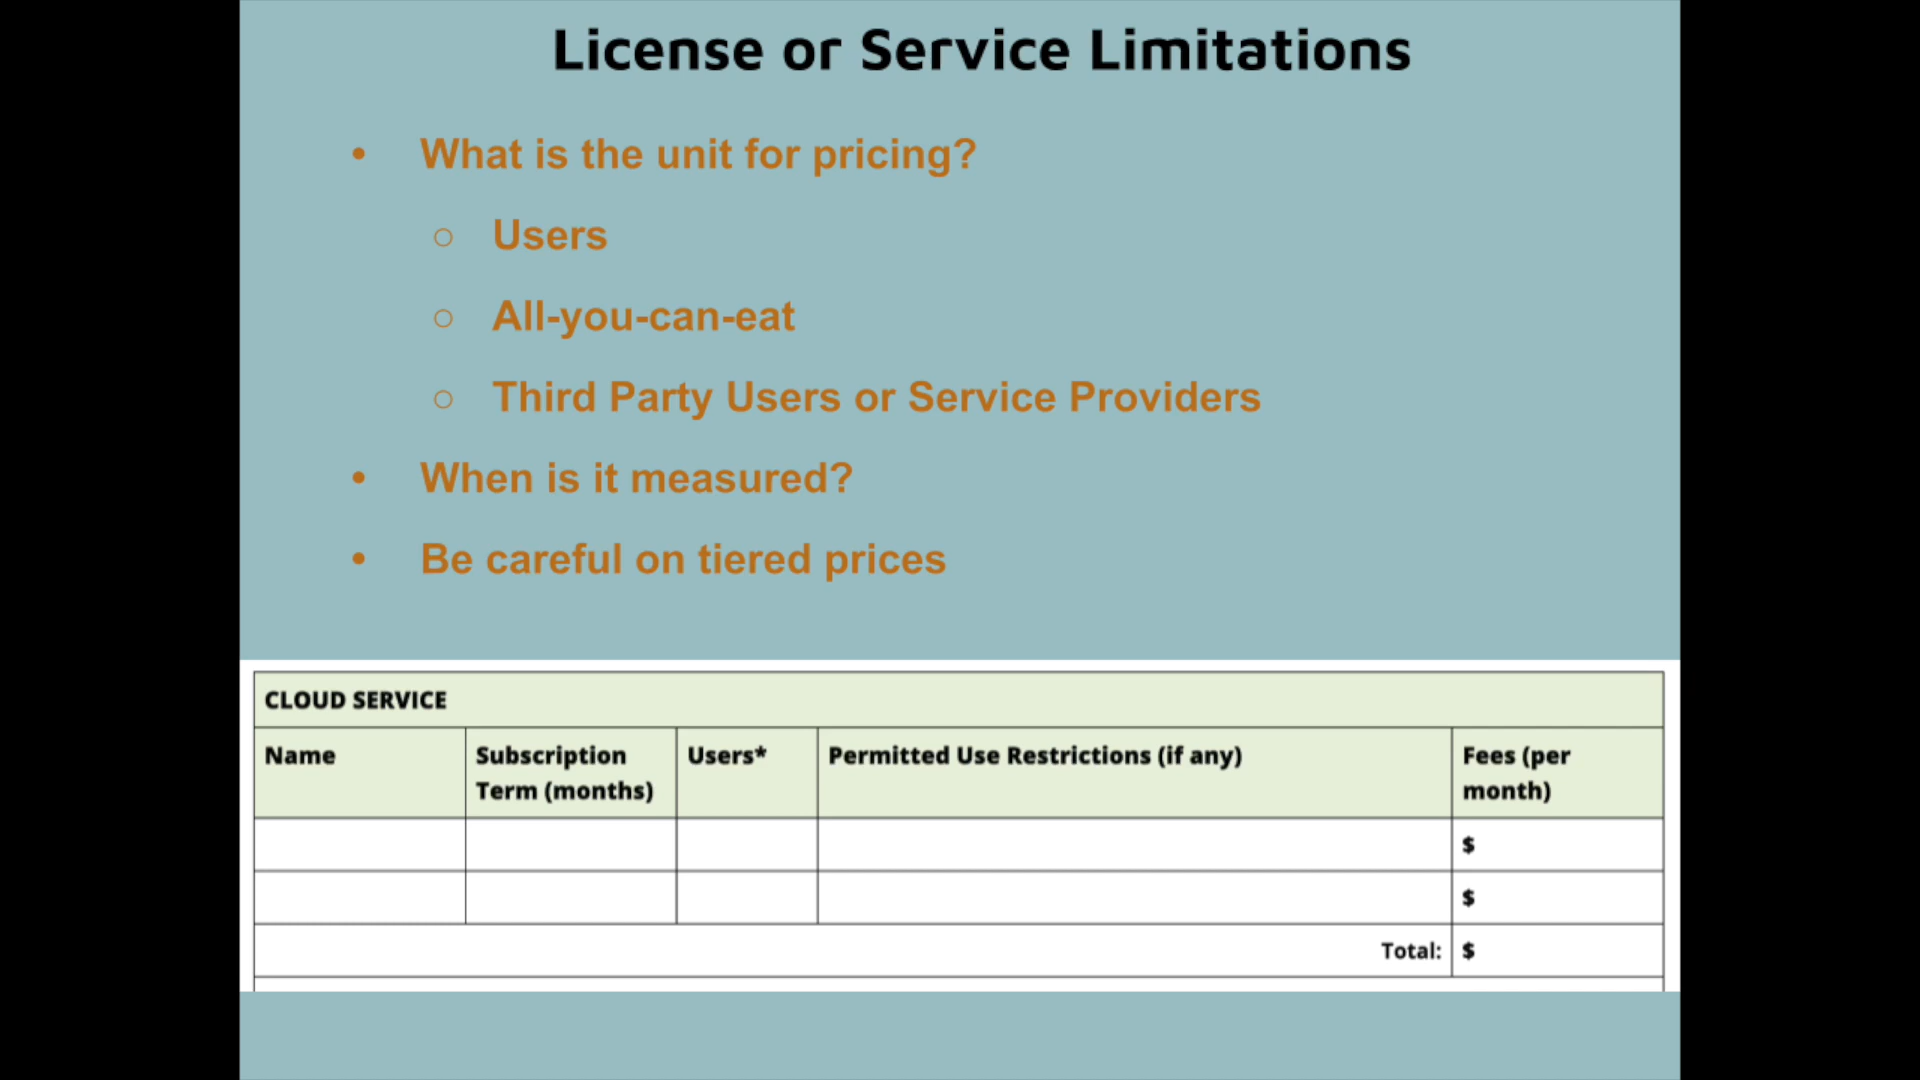 License or Service Limitations
• What is the unit for pricing?
○ Users
○ All-you-can-eat
○ Third Party Users or Service Providers
• When is it measured?
• Be careful on tiered prices
CLOUD SERVICE
Name
Subscription
Term (months)
Users*
Permitted Use Restrictions (if any)
Fees (per
month)
$
$
Total: $